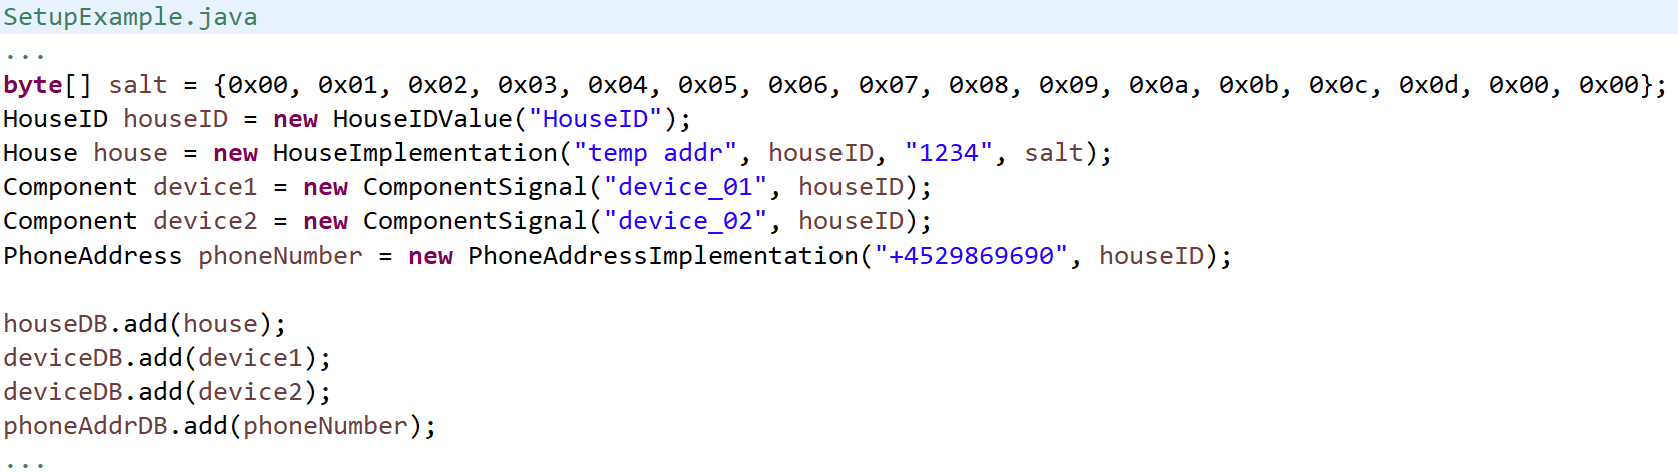 SetupExample.java
...
byte[] salt = {0x00, 0x01, 0x02, 0x03, 0x04, 0x05, 0x06, 0x07, 0x08, 0x09, 0x0a, 0x0b, 0x0c, 0x0d, 0x00, 0x00};
HouseID houseID = new HouseIDValue("HouseID");
House house = new HouseImplementation("temp addr", houseID, "1234", salt);
Component device1 = new ComponentSignal("device_01", houseID);
Component device2 = new ComponentSignal("device_02", houseID);
PhoneAddress phoneNumber = new PhoneAddressImplementation("+4529869690", houseID);
houseDB.add(house);
deviceDB.add(device1);
deviceDB.add(device2);
phoneAddrDB.add(phoneNumber);
...